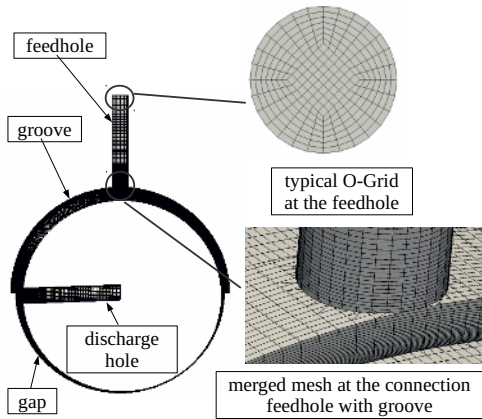 feedhole
groove
typical O-Grid
at the feedhole
discharge
hole
gap
merged mesh at the connection
feedhole with groove